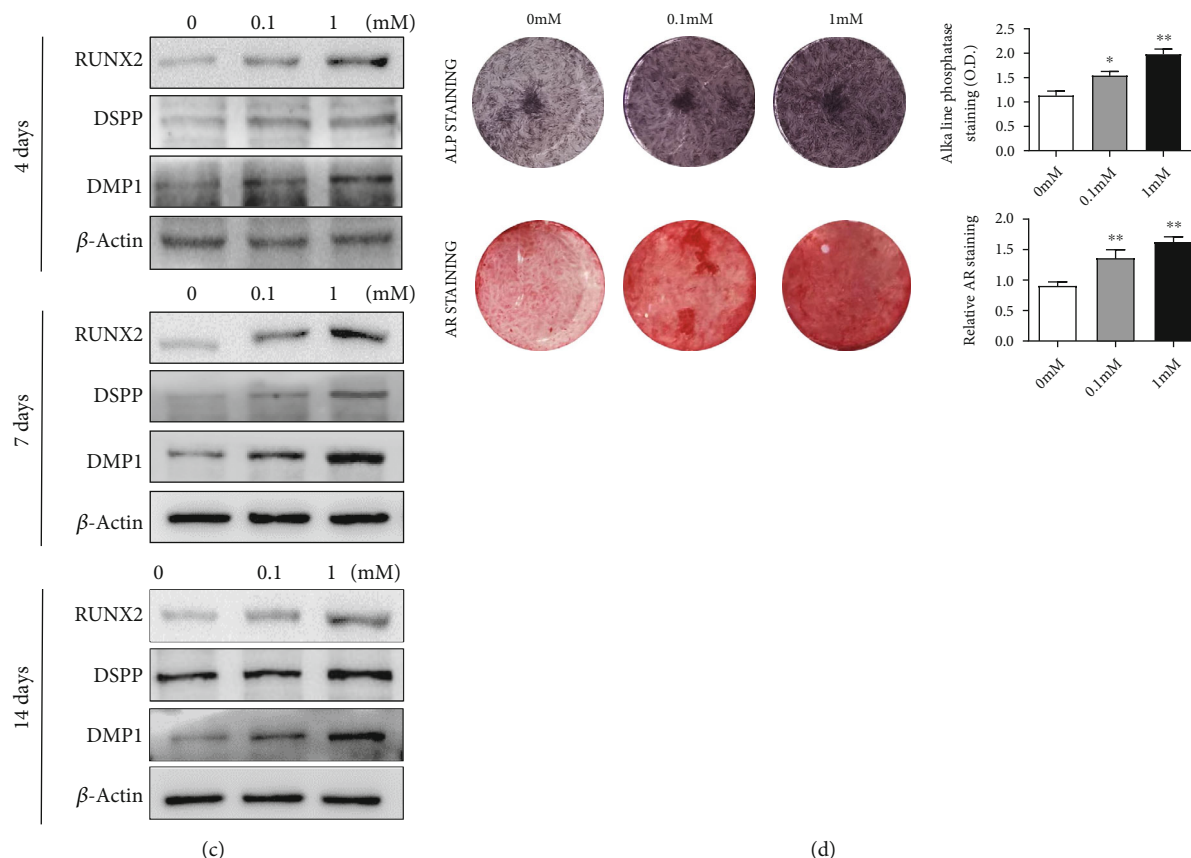 0 0.1 1 (mM)
4 days
RUNX2
DSPP
DMP1
β-Actin
0 0.1 1 (mM)
7 days
RUNX2
DSPP
DMP1
β-Actin
0 0.1 1 (mM)
14 days
RUNX2
DSPP
DMP1
β-Actin
(c)
0mM 0.1mM 1mM
ALP STAINING
AR STAINING
Alka line phosphatase
staining (O.D.)
2.5
2.0
1.5
1.0
0.5
0.0
*
**
0mM
0.1mM
1mM
Relative AR staining
2.0
1.5
1.0
0.5
0.0
**
**
0mM
0.1mM
1mM
(d)